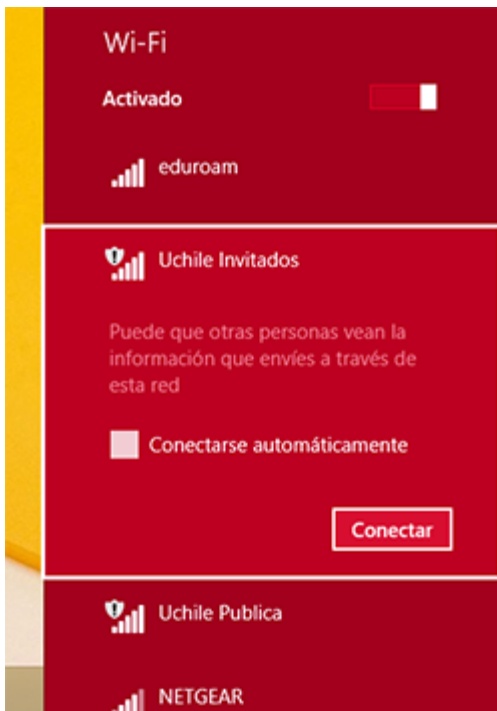 Wi-Fi
Activado
eduroam
Uchile Invitados
Puede que otras personas vean la
información que envíes a través de
esta red
Conectarse automáticamente
Conectar
Uchile Publica
NETGEAR